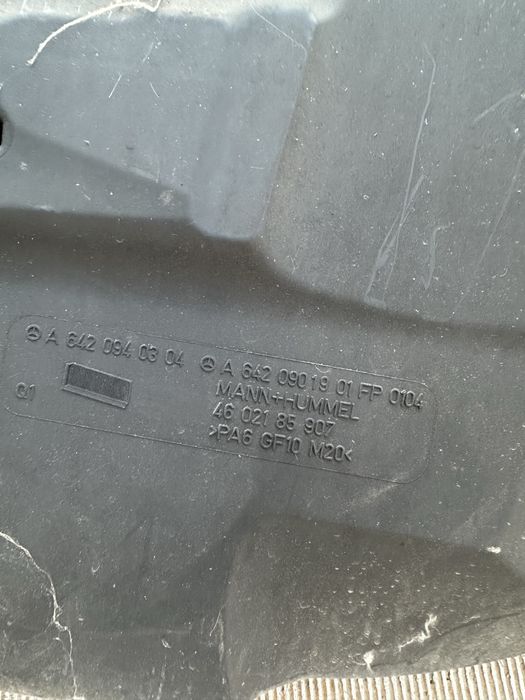 A 642 094 03 04 A 642 090 19 01 FP 0104
MANN+HUMMEL
46 021 85 907
>PA6 GF10 M20<
Q1